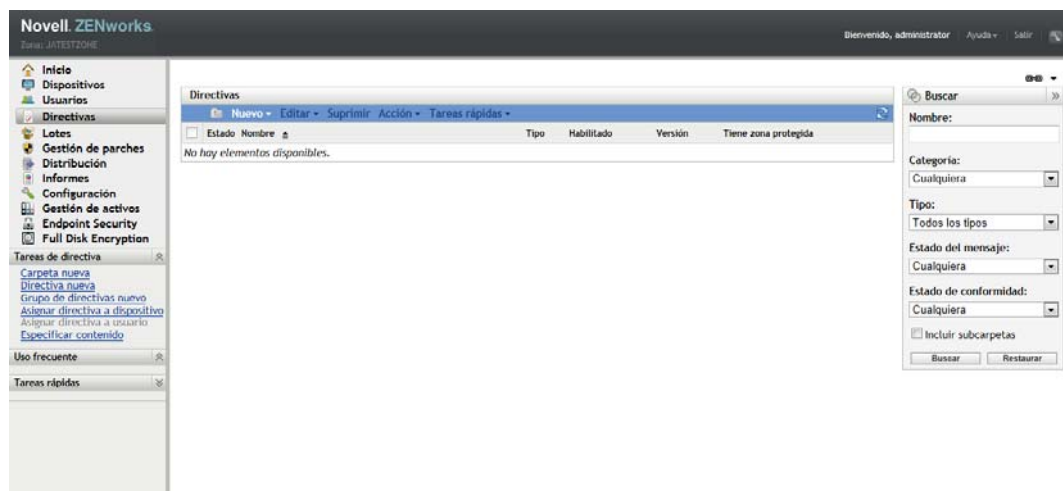 Novell ZENworks
Zona: JATESTZONE
Bienvenido, administrator Ayuda Salir
Inicio
Dispositivos
Usuarios
Directivas
Lotes
Gestión de parches
Distribución
Informes
Configuración
Gestión de activos
Endpoint Security
Full Disk Encryption
Tareas de directiva
Carpeta nueva
Directiva nueva
Grupo de directivas nuevo
Asignar directiva a dispositivo
Asignar directiva a usuario
Especificar contenido
Uso frecuente
Tareas rápidas
Directivas
Nuevo Editar Suprimir Acción Tareas rápidas
Estado Nombre Tipo Habilitado Versión Tiene zona protegida
No hay elementos disponibles.
Buscar
Nombre:
Categoría:
Cualquiera
Tipo:
Todos los tipos
Estado del mensaje:
Cualquiera
Estado de conformidad:
Cualquiera
Incluir subcarpetas
Buscar Restaurar